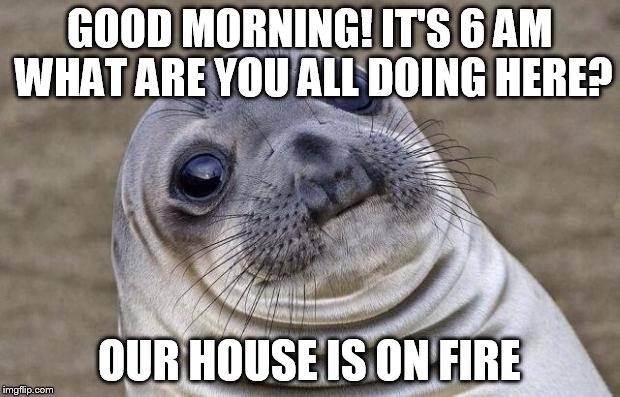 GOOD MORNING! IT'S 6 AM
WHAT ARE YOU ALL DOING HERE?
OUR HOUSE IS ON FIRE
imgflip.com